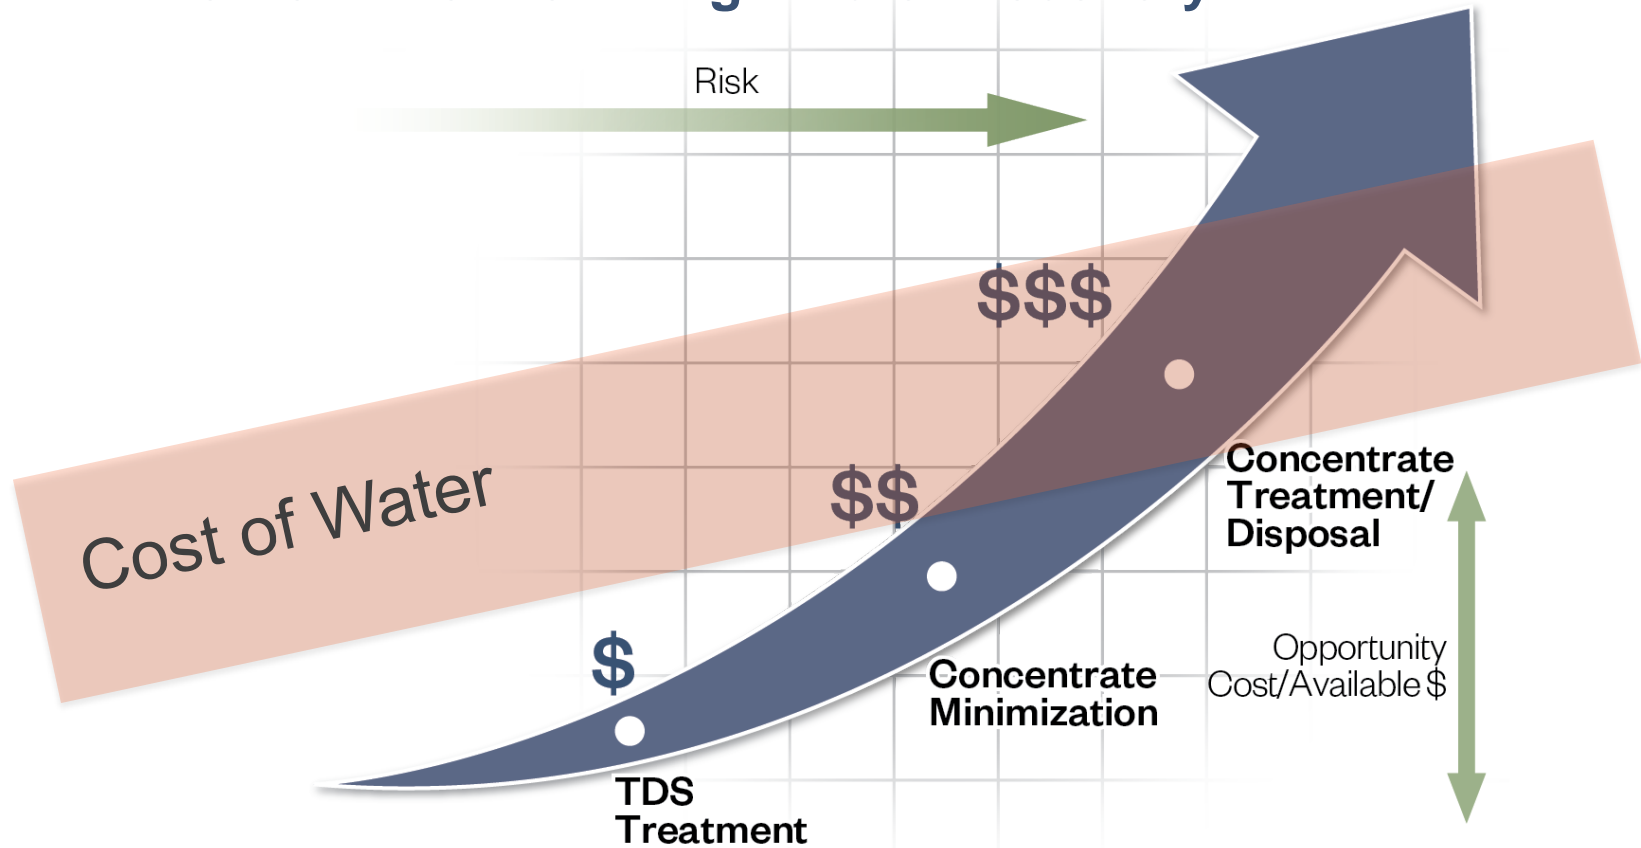 Risk
$$$
Cost of Water
$$
Concentrate
Treatment/
Disposal
$
Opportunity
Cost/Available $
Concentrate
Minimization
TDS
Treatment